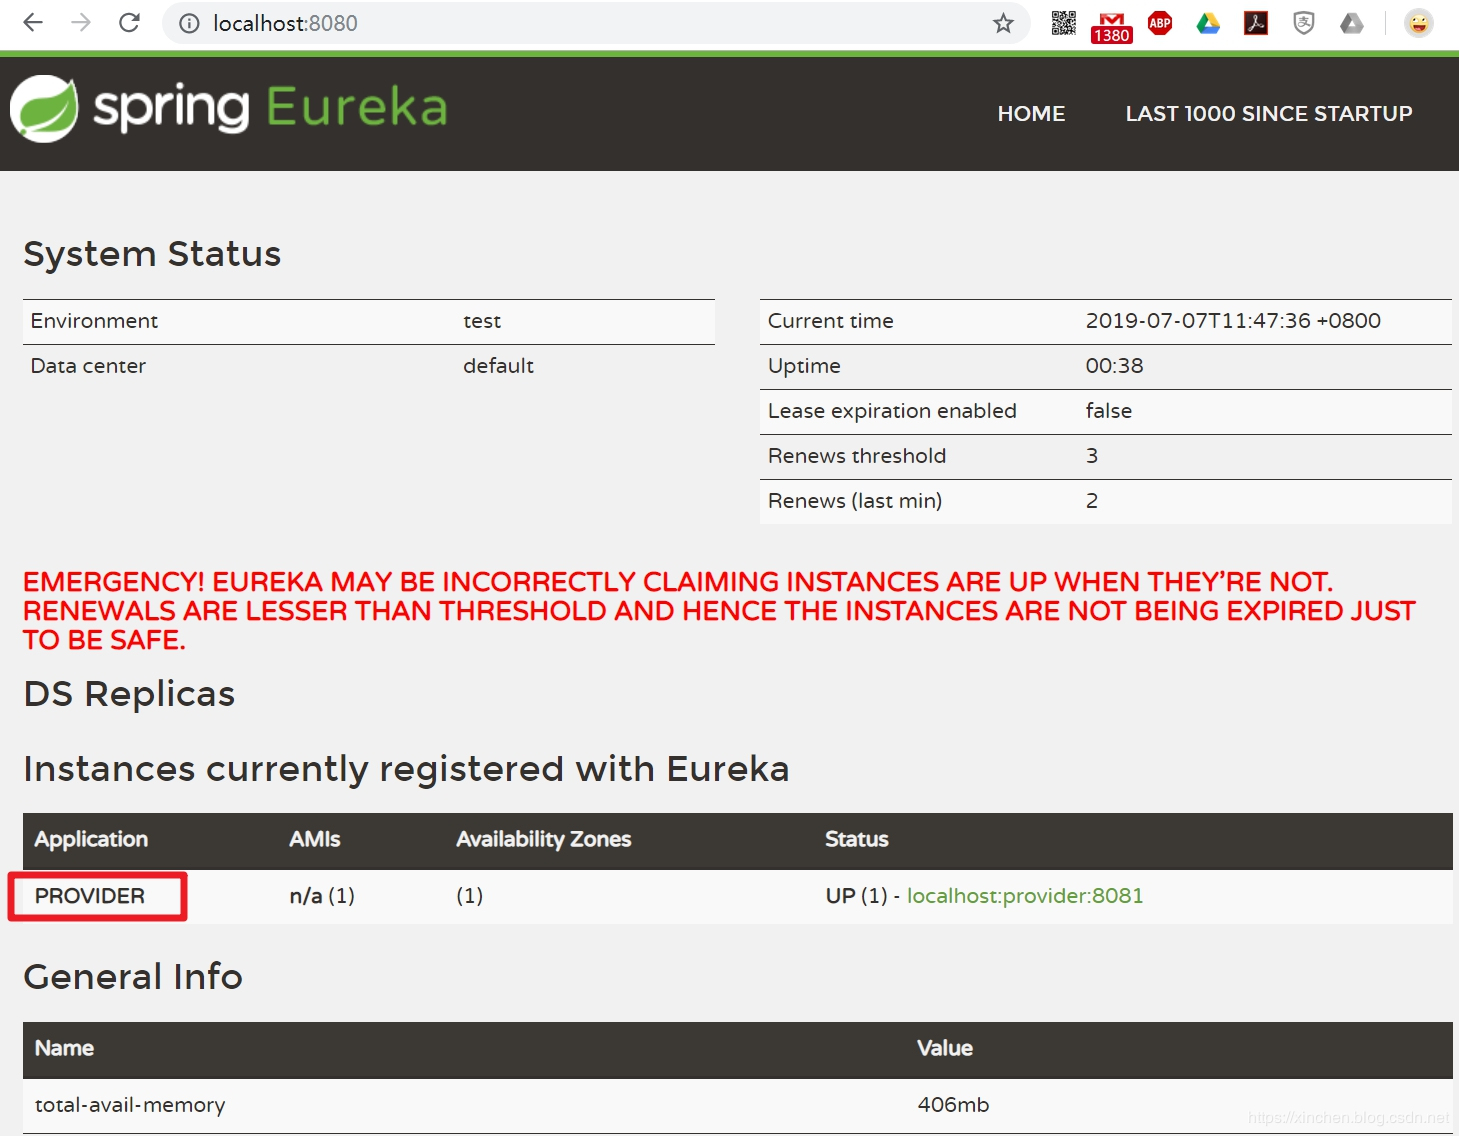 localhost:8080
1380
ABP
spring Eureka
HOME
LAST 1000 SINCE STARTUP
System Status
Environment test
Data center default
Current time 2019-07-07T11:47:36 +0800
Uptime 00:38
Lease expiration enabled false
Renews threshold 3
Renews (last min) 2
EMERGENCY! EUREKA MAY BE INCORRECTLY CLAIMING INSTANCES ARE UP WHEN THEY'RE NOT.
RENEWALS ARE LESSER THAN THRESHOLD AND HENCE THE INSTANCES ARE NOT BEING EXPIRED JUST
TO BE SAFE.
DS Replicas
Instances currently registered with Eureka
Application AMIs Availability Zones Status
PROVIDER n/a (1) (1) UP (1) - localhost:provider:8081
General Info
Name Value
total-avail-memory 406mb
https://xinchen.blog.csdn.net